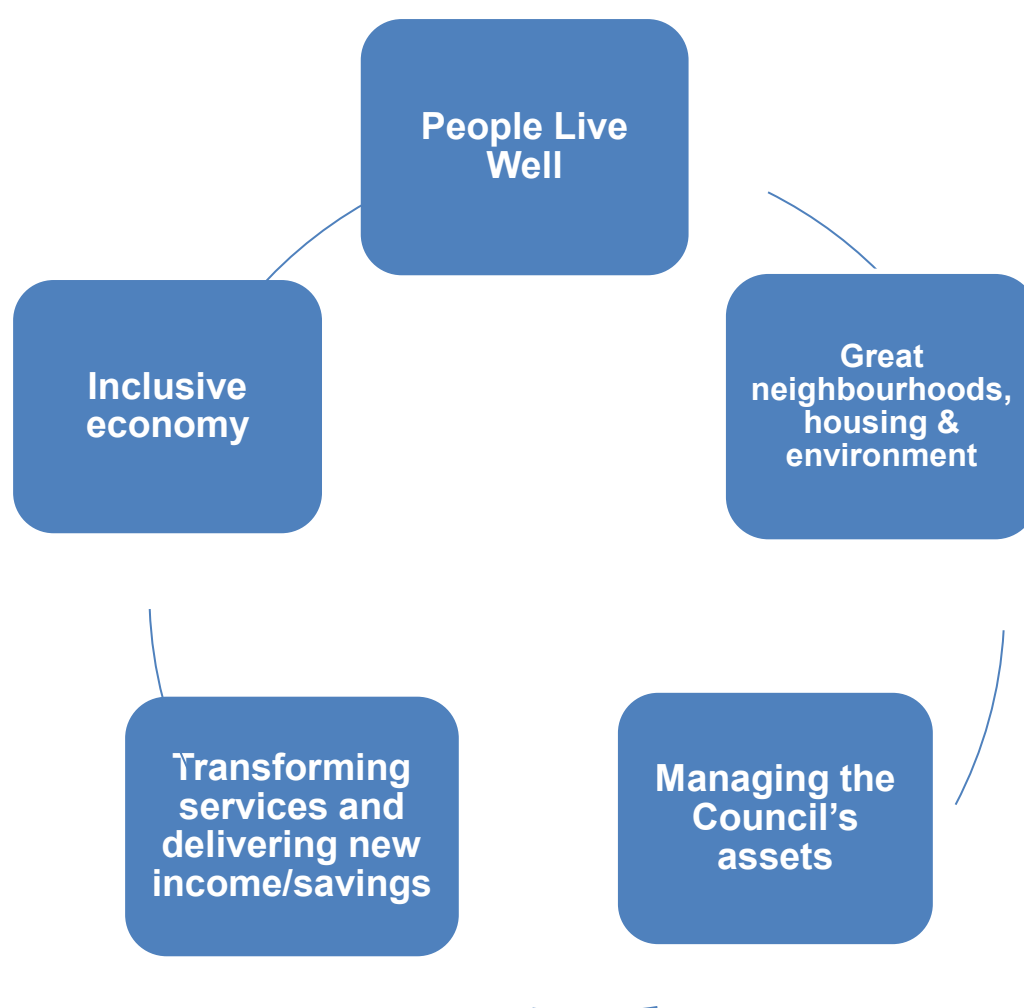 People Live
Well
Inclusive
economy
Great
neighbourhoods,
housing &
environment
Transforming
services and
delivering new
income/savings
Managing the
Council’s
assets